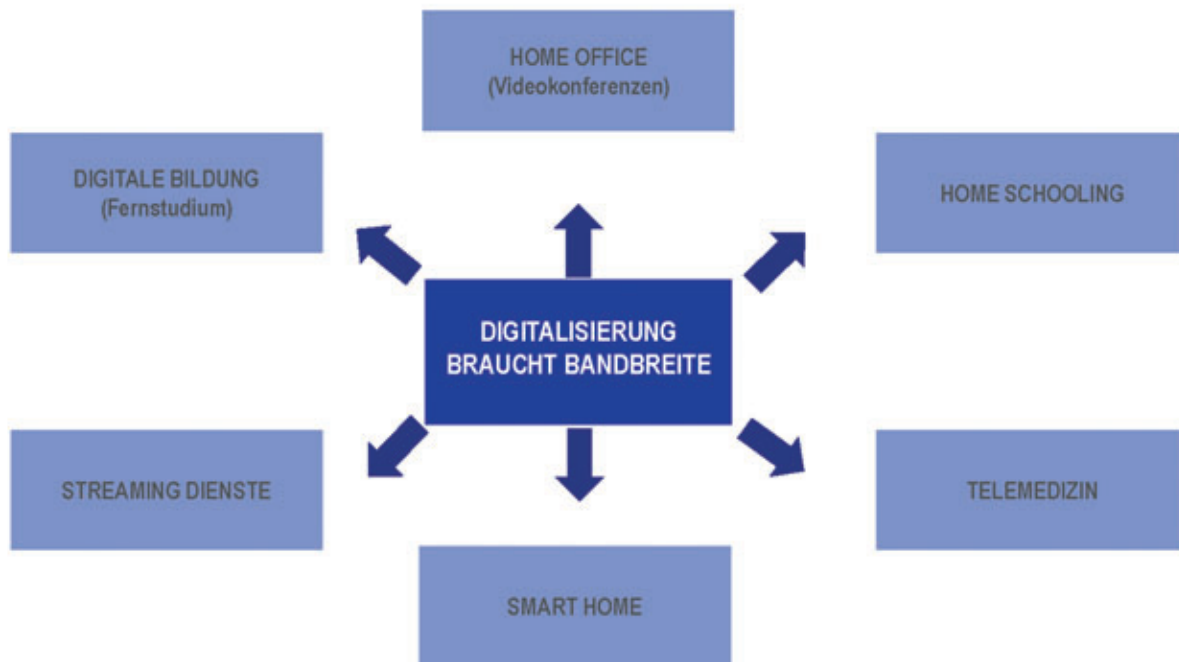 HOME OFFICE
(Videokonferenzen)
DIGITALE BILDUNG
(Fernstudium)
HOME SCHOOLING
DIGITALISIERUNG
BRAUCHT BANDBREITE
STREAMING DIENSTE
TELEMEDIZIN
SMART HOME